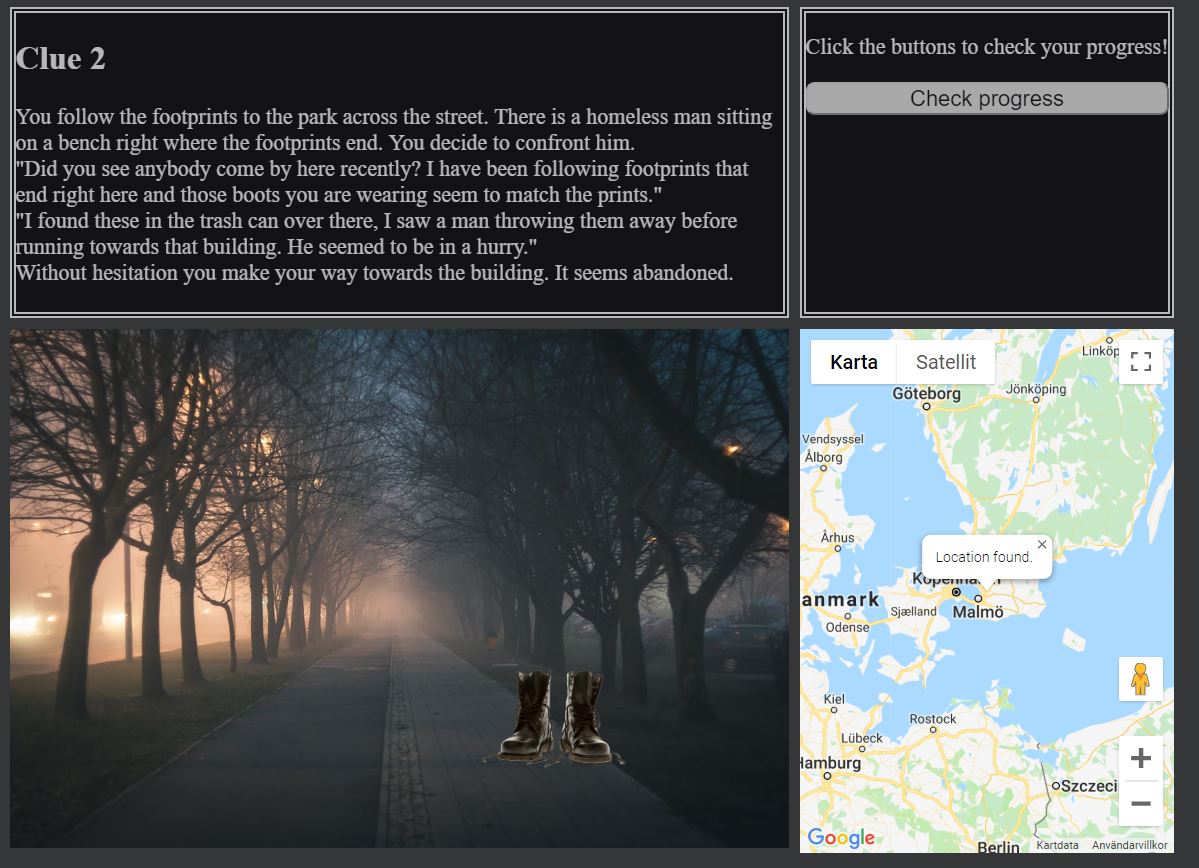 Clue 2
You follow the footprints to the park across the street. There is a homeless man sitting
on a bench right where the footprints end. You decide to confront him.
"Did you see anybody come by here recently? I have been following footprints that
end right here and those boots you are wearing seem to match the prints."
"I found these in the trash can over there, I saw a man throwing them away before
running towards that building. He seemed to be in a hurry."
Without hesitation you make your way towards the building. It seems abandoned.
Click the buttons to check your progress!
Check progress
Karta
Satellit
Linköp
Göteborg
Jönköping
Vendsyssel
Ålborg
Århus
Location found.
anmark
Sjælland
Malmö
Odense
Kiel
Rostock
Lübeck
Hamburg
Szczeci
Google
Berlin
Kartdata
Användarvillkor